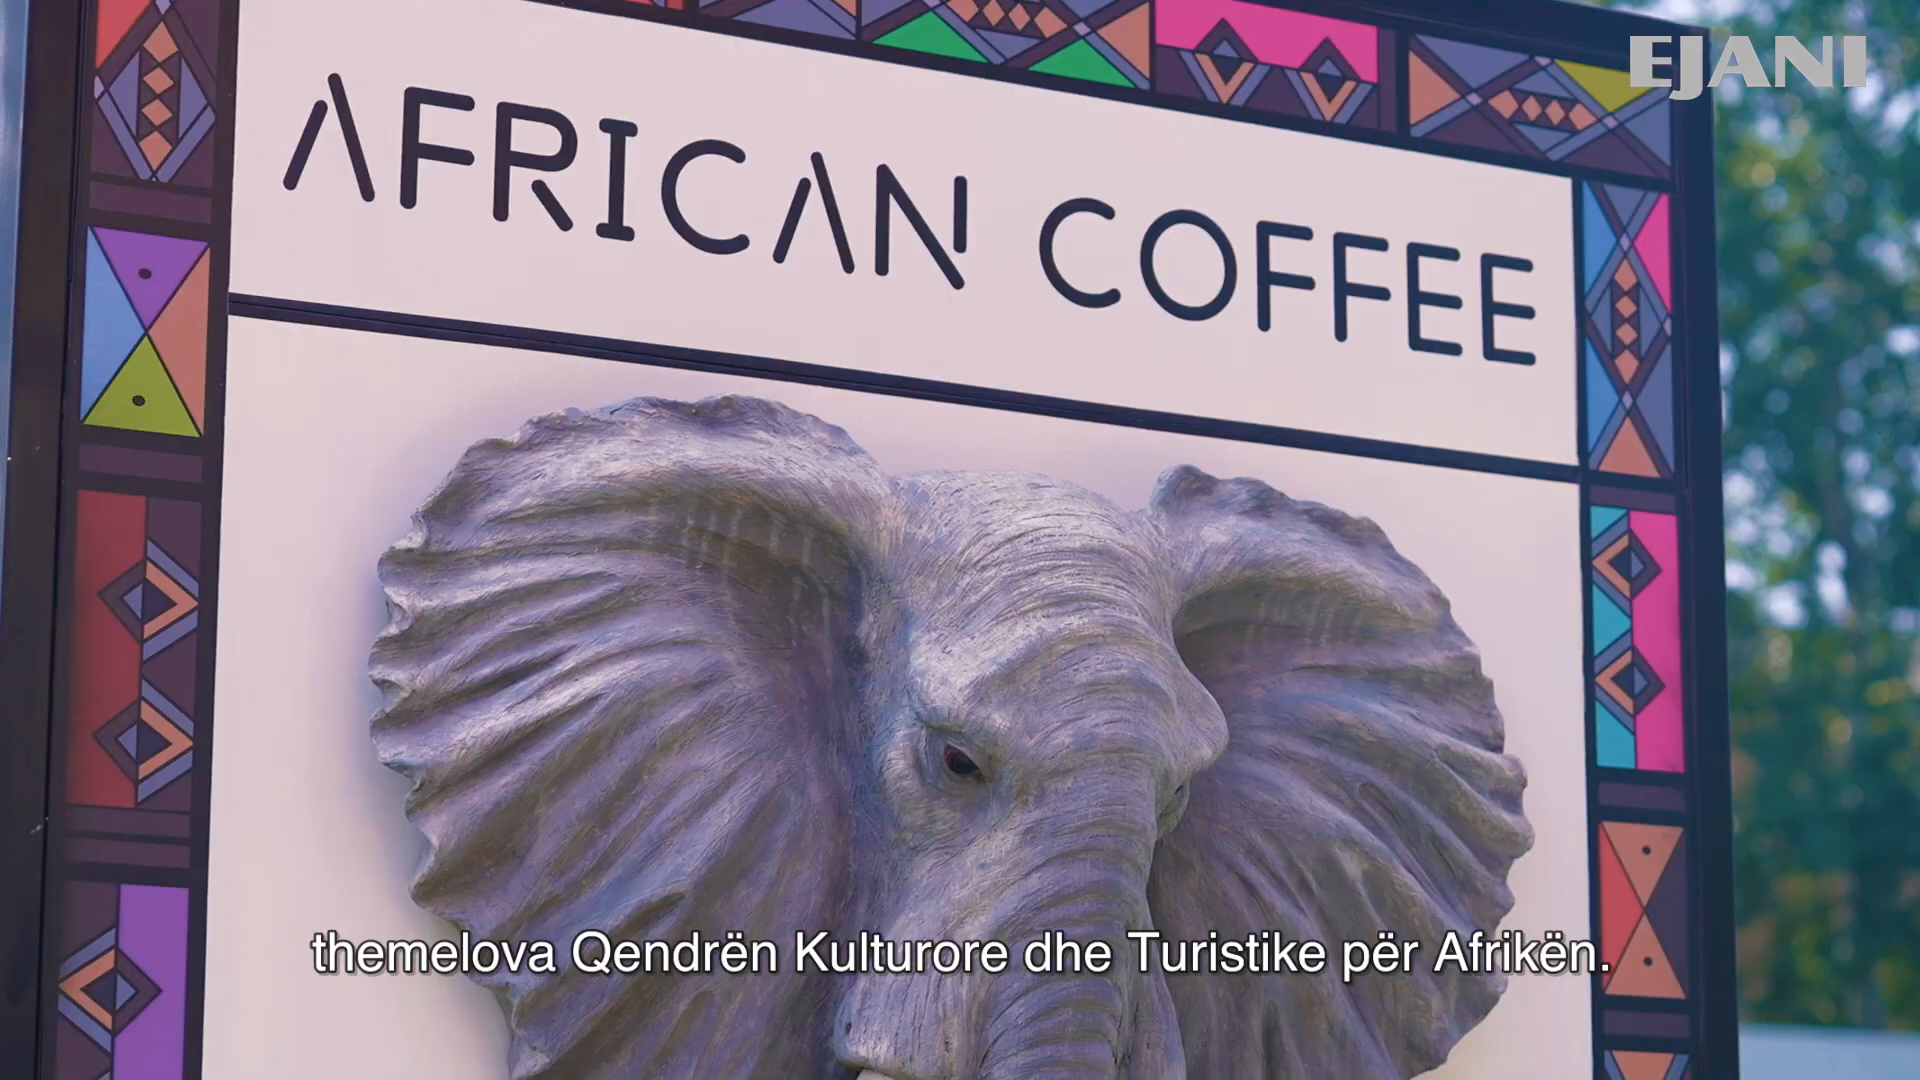 EJANI
AFRICAN COFFEE
themelova Qendrën Kulturore dhe Turistike për Afrikën.